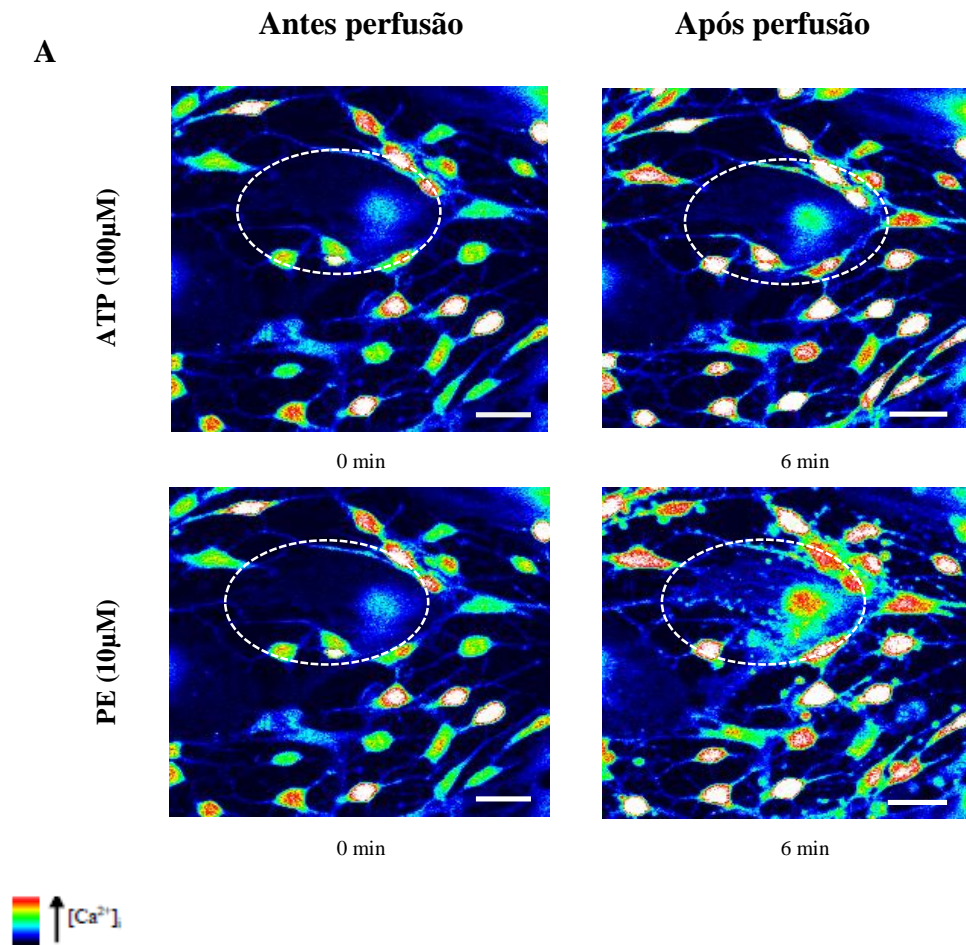 Antes perfusão
Após perfusão
A
ATP (100µM)
0 min
6 min
PE (10µM)
0 min
6 min
[Ca²⁺]ᵢ